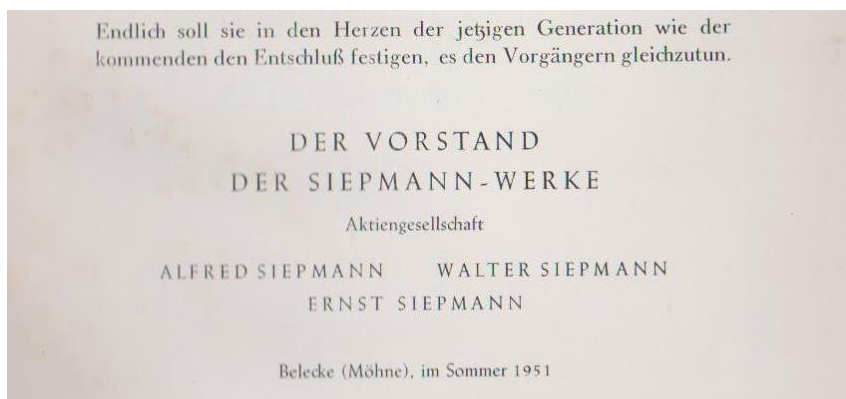 Endlich soll sie in den Herzen der jetzigen Generation wie der
kommenden den Entschluß festigen, es den Vorgängern gleichzutun.
DER VORSTAND
DER SIEPMANN-WERKE
Aktiengesellschaft
ALFRED SIEPMANN WALTER SIEPMANN
ERNST SIEPMANN
Belecke (Möhne), im Sommer 1951